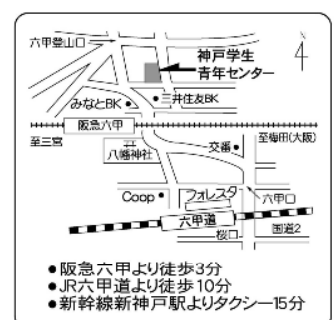 六甲登山口
神戸学生
青年センター
みなとBK
三井住友BK
阪急六甲
至三宮
至梅田(大阪)
八幡神社
交番
Coop
フォレスタ
六甲口
六甲道
桜口
国道2
●阪急六甲より徒歩3分
●JR六甲道より徒歩10分
●新幹線新神戸駅よりタクシー15分